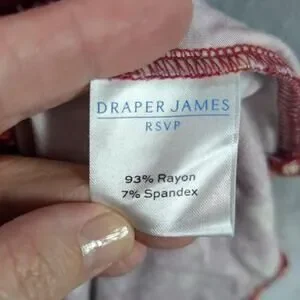 DRAPER JAMES
RSVP
93% Rayon
7% Spandex